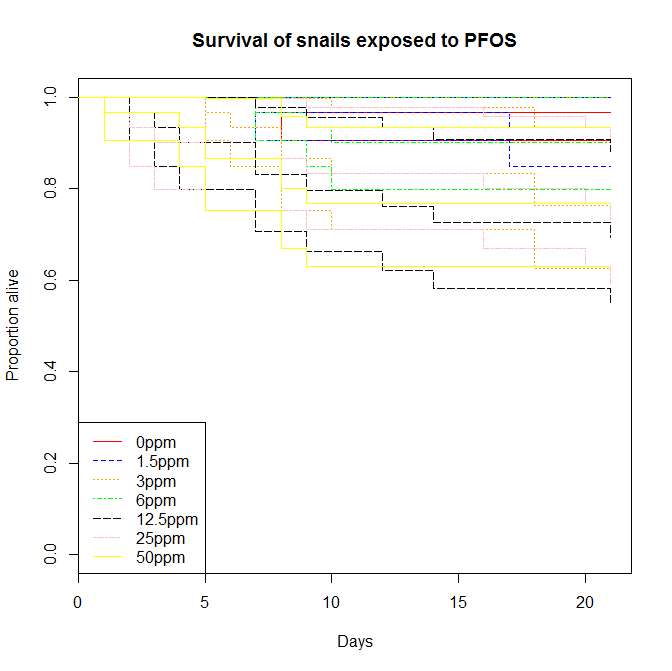 Survival of snails exposed to PFOS
Proportion alive
1.0
0.8
0.6
0.4
0.2
0.0
0ppm
1.5ppm
3ppm
6ppm
12.5ppm
25ppm
50ppm
0 5 10 15 20
Days